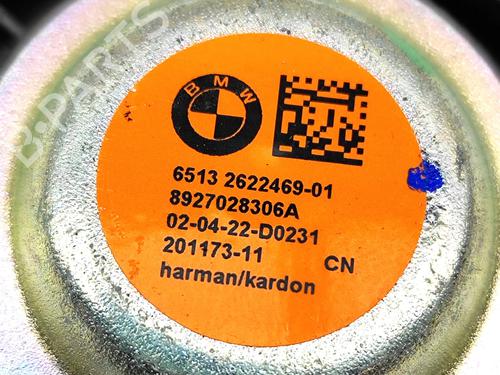 B-PARTS
BMW
6513 2622469-01
8927028306A
02-04-22-D0231
201173-11 CN
harman/kardon